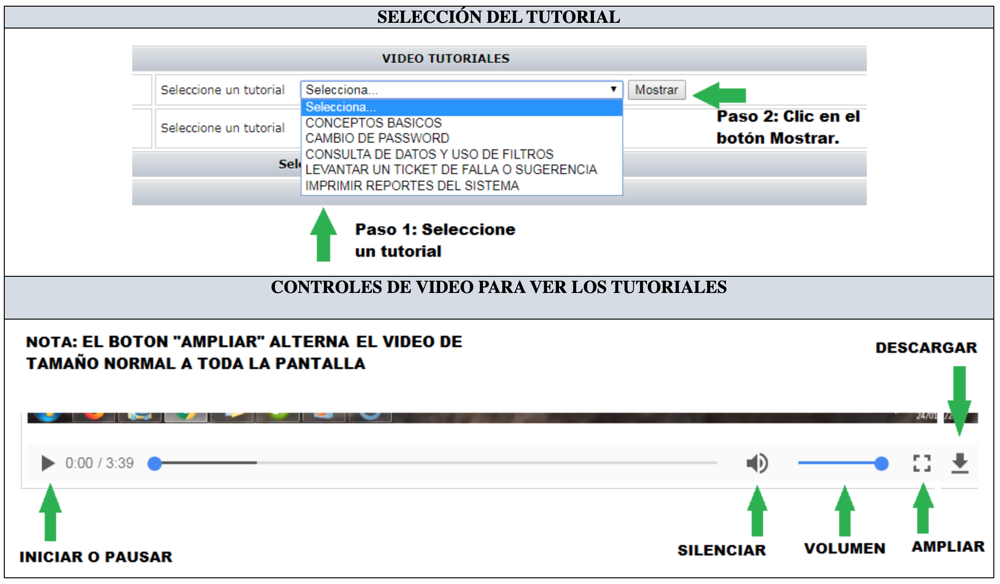 SELECCIÓN DEL TUTORIAL
VIDEO TUTORIALES
Seleccione un tutorial Selecciona... Mostrar
Selecciona...
Paso 2: Clic en el
botón Mostrar.
CONCEPTOS BASICOS
Seleccione un tutorial
CAMBIO DE PASSWORD
CONSULTA DE DATOS Y USO DE FILTROS
LEVANTAR UN TICKET DE FALLA O SUGERENCIA
IMPRIMIR REPORTES DEL SISTEMA
Paso 1: Seleccione
un tutorial
CONTROLES DE VIDEO PARA VER LOS TUTORIALES
NOTA: EL BOTON "AMPLIAR" ALTERNA EL VIDEO DE
TAMAÑO NORMAL A TODA LA PANTALLA
DESCARGAR
0:00 / 3:39
INICIAR O PAUSAR
SILENCIAR
VOLUMEN
AMPLIAR